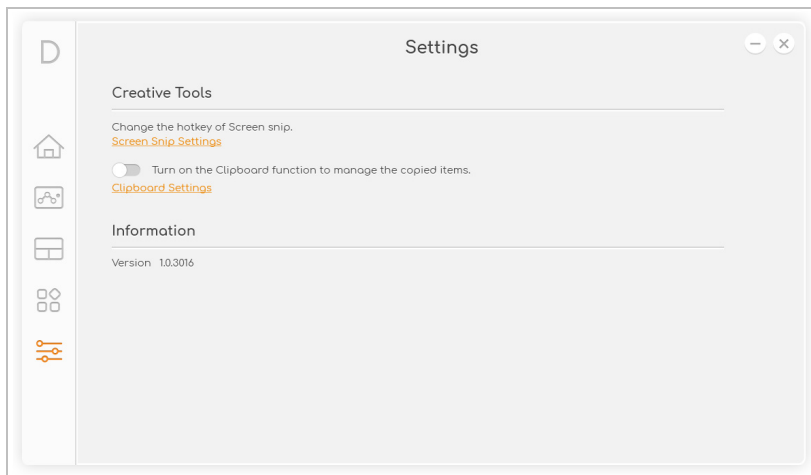 D
Settings
Creative Tools
Change the hotkey of Screen snip.
Screen Snip Settings
Turn on the Clipboard function to manage the copied items.
Clipboard Settings
Information
Version 1.0.3016